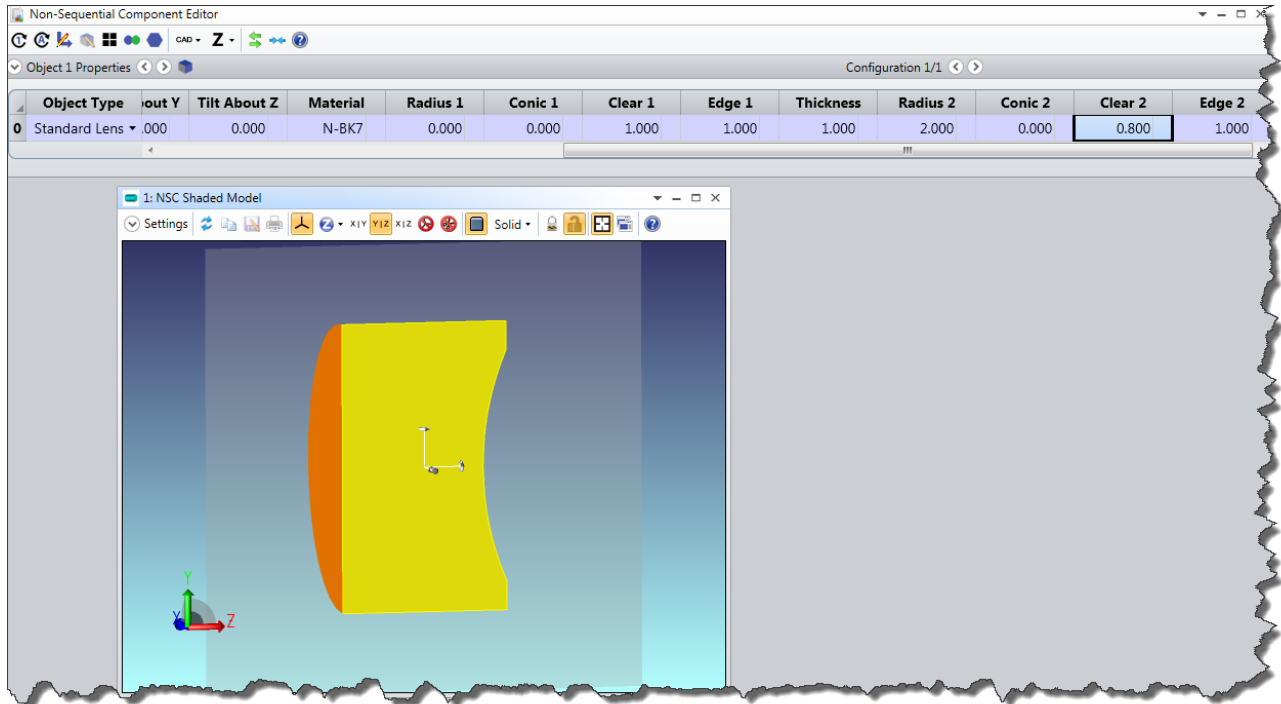 Non-Sequential Component Editor
CAD Z
Object 1 Properties Configuration 1/1
Object Type out Y Tilt About Z Material Radius 1 Conic 1 Clear 1 Edge 1 Thickness Radius 2 Conic 2 Clear 2 Edge 2
0 Standard Lens .000 0.000 N-BK7 0.000 0.000 1.000 1.000 1.000 2.000 0.000 0.800 1.000
1: NSC Shaded Model
Settings Z X|Y Y|Z X|Z Solid
Y
X Z